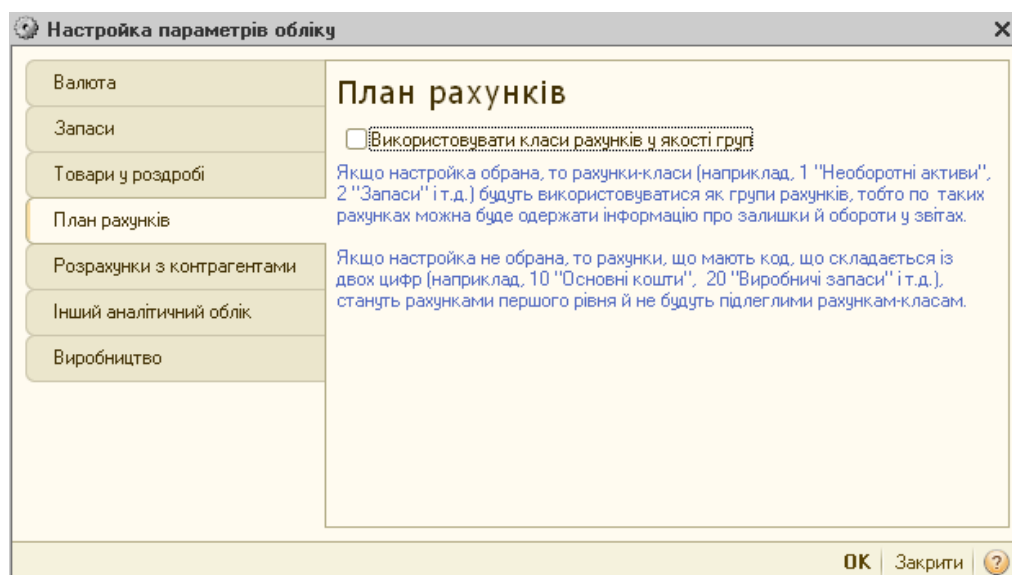 Настройка параметрів обліку
Валюта
Запаси
Товари у роздробі
План рахунків
Розрахунки з контрагентами
Інший аналітичний облік
Виробництво
План рахунків
Використовувати класи рахунків у якості груп
Якщо настройка обрана, то рахунки-класи (наприклад, 1 "Необоротні активи",
2 "Запаси" і т.д.) будуть використовуватися як групи рахунків, тобто по таких
рахунках можна буде одержати інформацію про залишки й обороти у звітах.
Якщо настройка не обрана, то рахунки, що мають код, що складається із
двох цифр (наприклад, 10 "Основні кошти", 20 "Виробничі запаси" і т.д.),
стануть рахунками першого рівня й не будуть підлеглими рахункам-класам.
OK Закрити ?